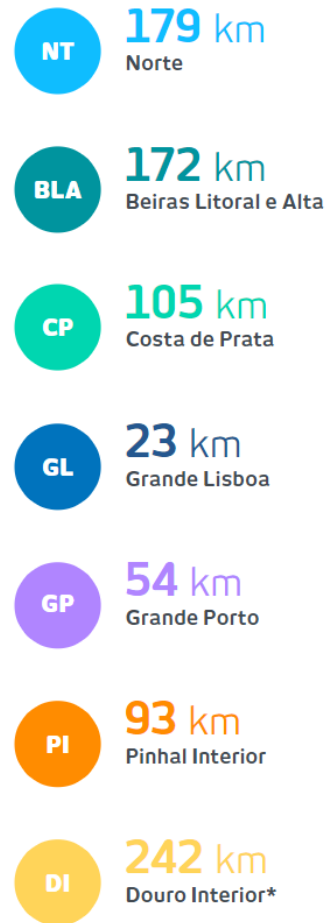 NT
179 km
Norte
BLA
172 km
Beiras Litoral e Alta
CP
105 km
Costa de Prata
GL
23 km
Grande Lisboa
GP
54 km
Grande Porto
PI
93 km
Pinhal Interior
DI
242 km
Douro Interior*